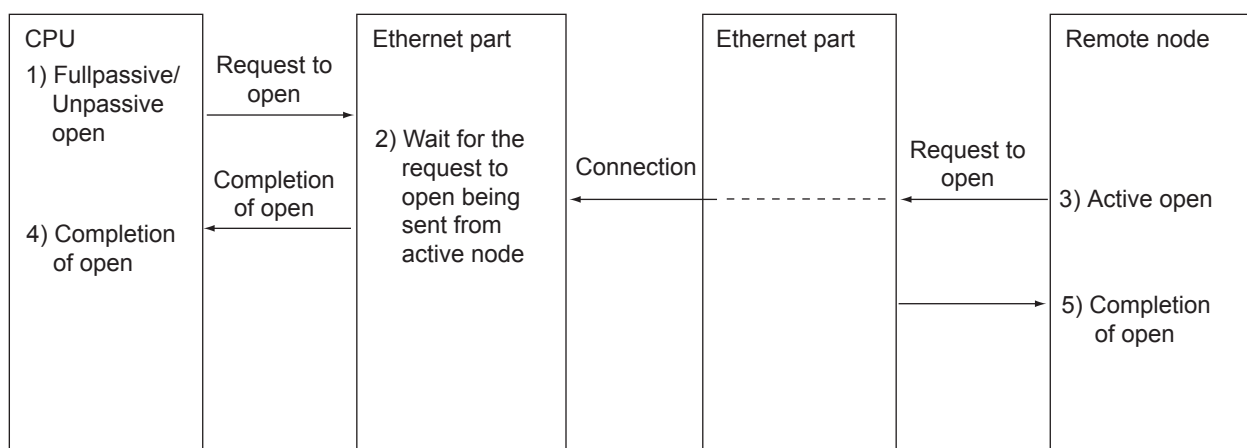 CPU
1) Fullpassive/
Unpassive
open
Request to
open
Ethernet part
2) Wait for the
request to
open being
sent from
active node
Completion
of open
4) Completion
of open
Connection
Ethernet part
Request to
open
Remote node
3) Active open
5) Completion
of open